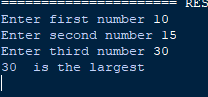 ===================== RES
Enter first number 10
Enter second number 15
Enter third number 30
30  is the largest